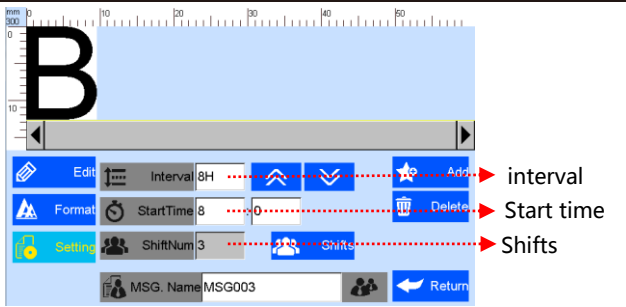 mm 0 10 20 30 40 50
300
0
B
10
Edit Interval 8H Add interval
Format StartTime 8 : 0 Delete Start time
Setting ShiftNum 3 Shifts Shifts
MSG. Name MSG003 Return